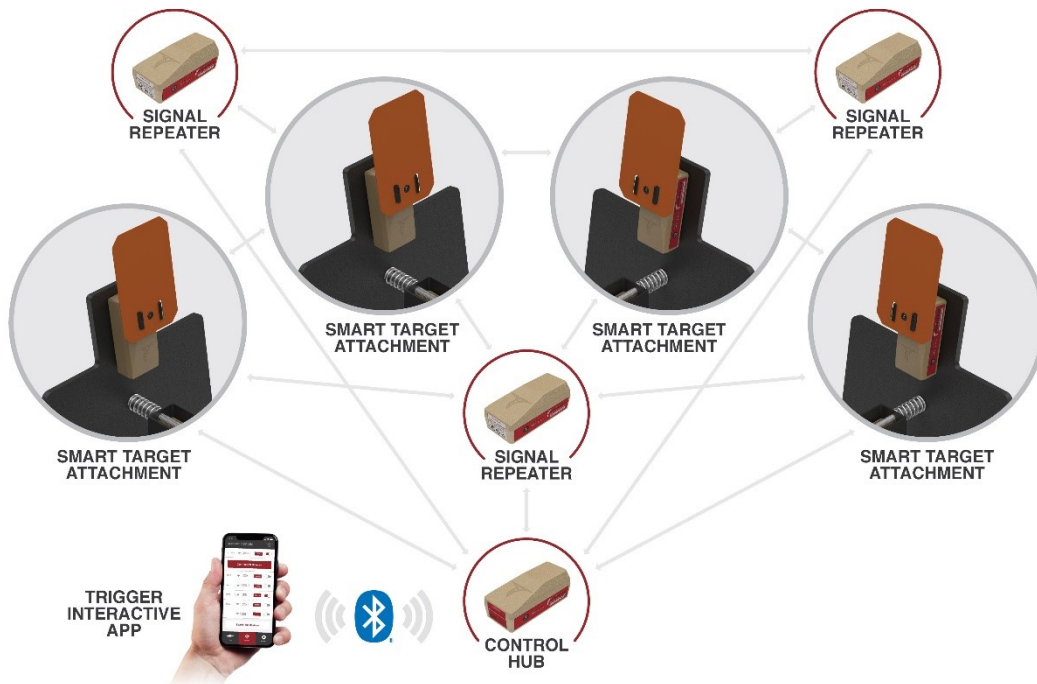 SIGNAL
REPEATER
SIGNAL
REPEATER
SMART TARGET
ATTACHMENT
SMART TARGET
ATTACHMENT
SMART TARGET
ATTACHMENT
SIGNAL
REPEATER
SMART TARGET
ATTACHMENT
TRIGGER
INTERACTIVE
APP
CONTROL
HUB